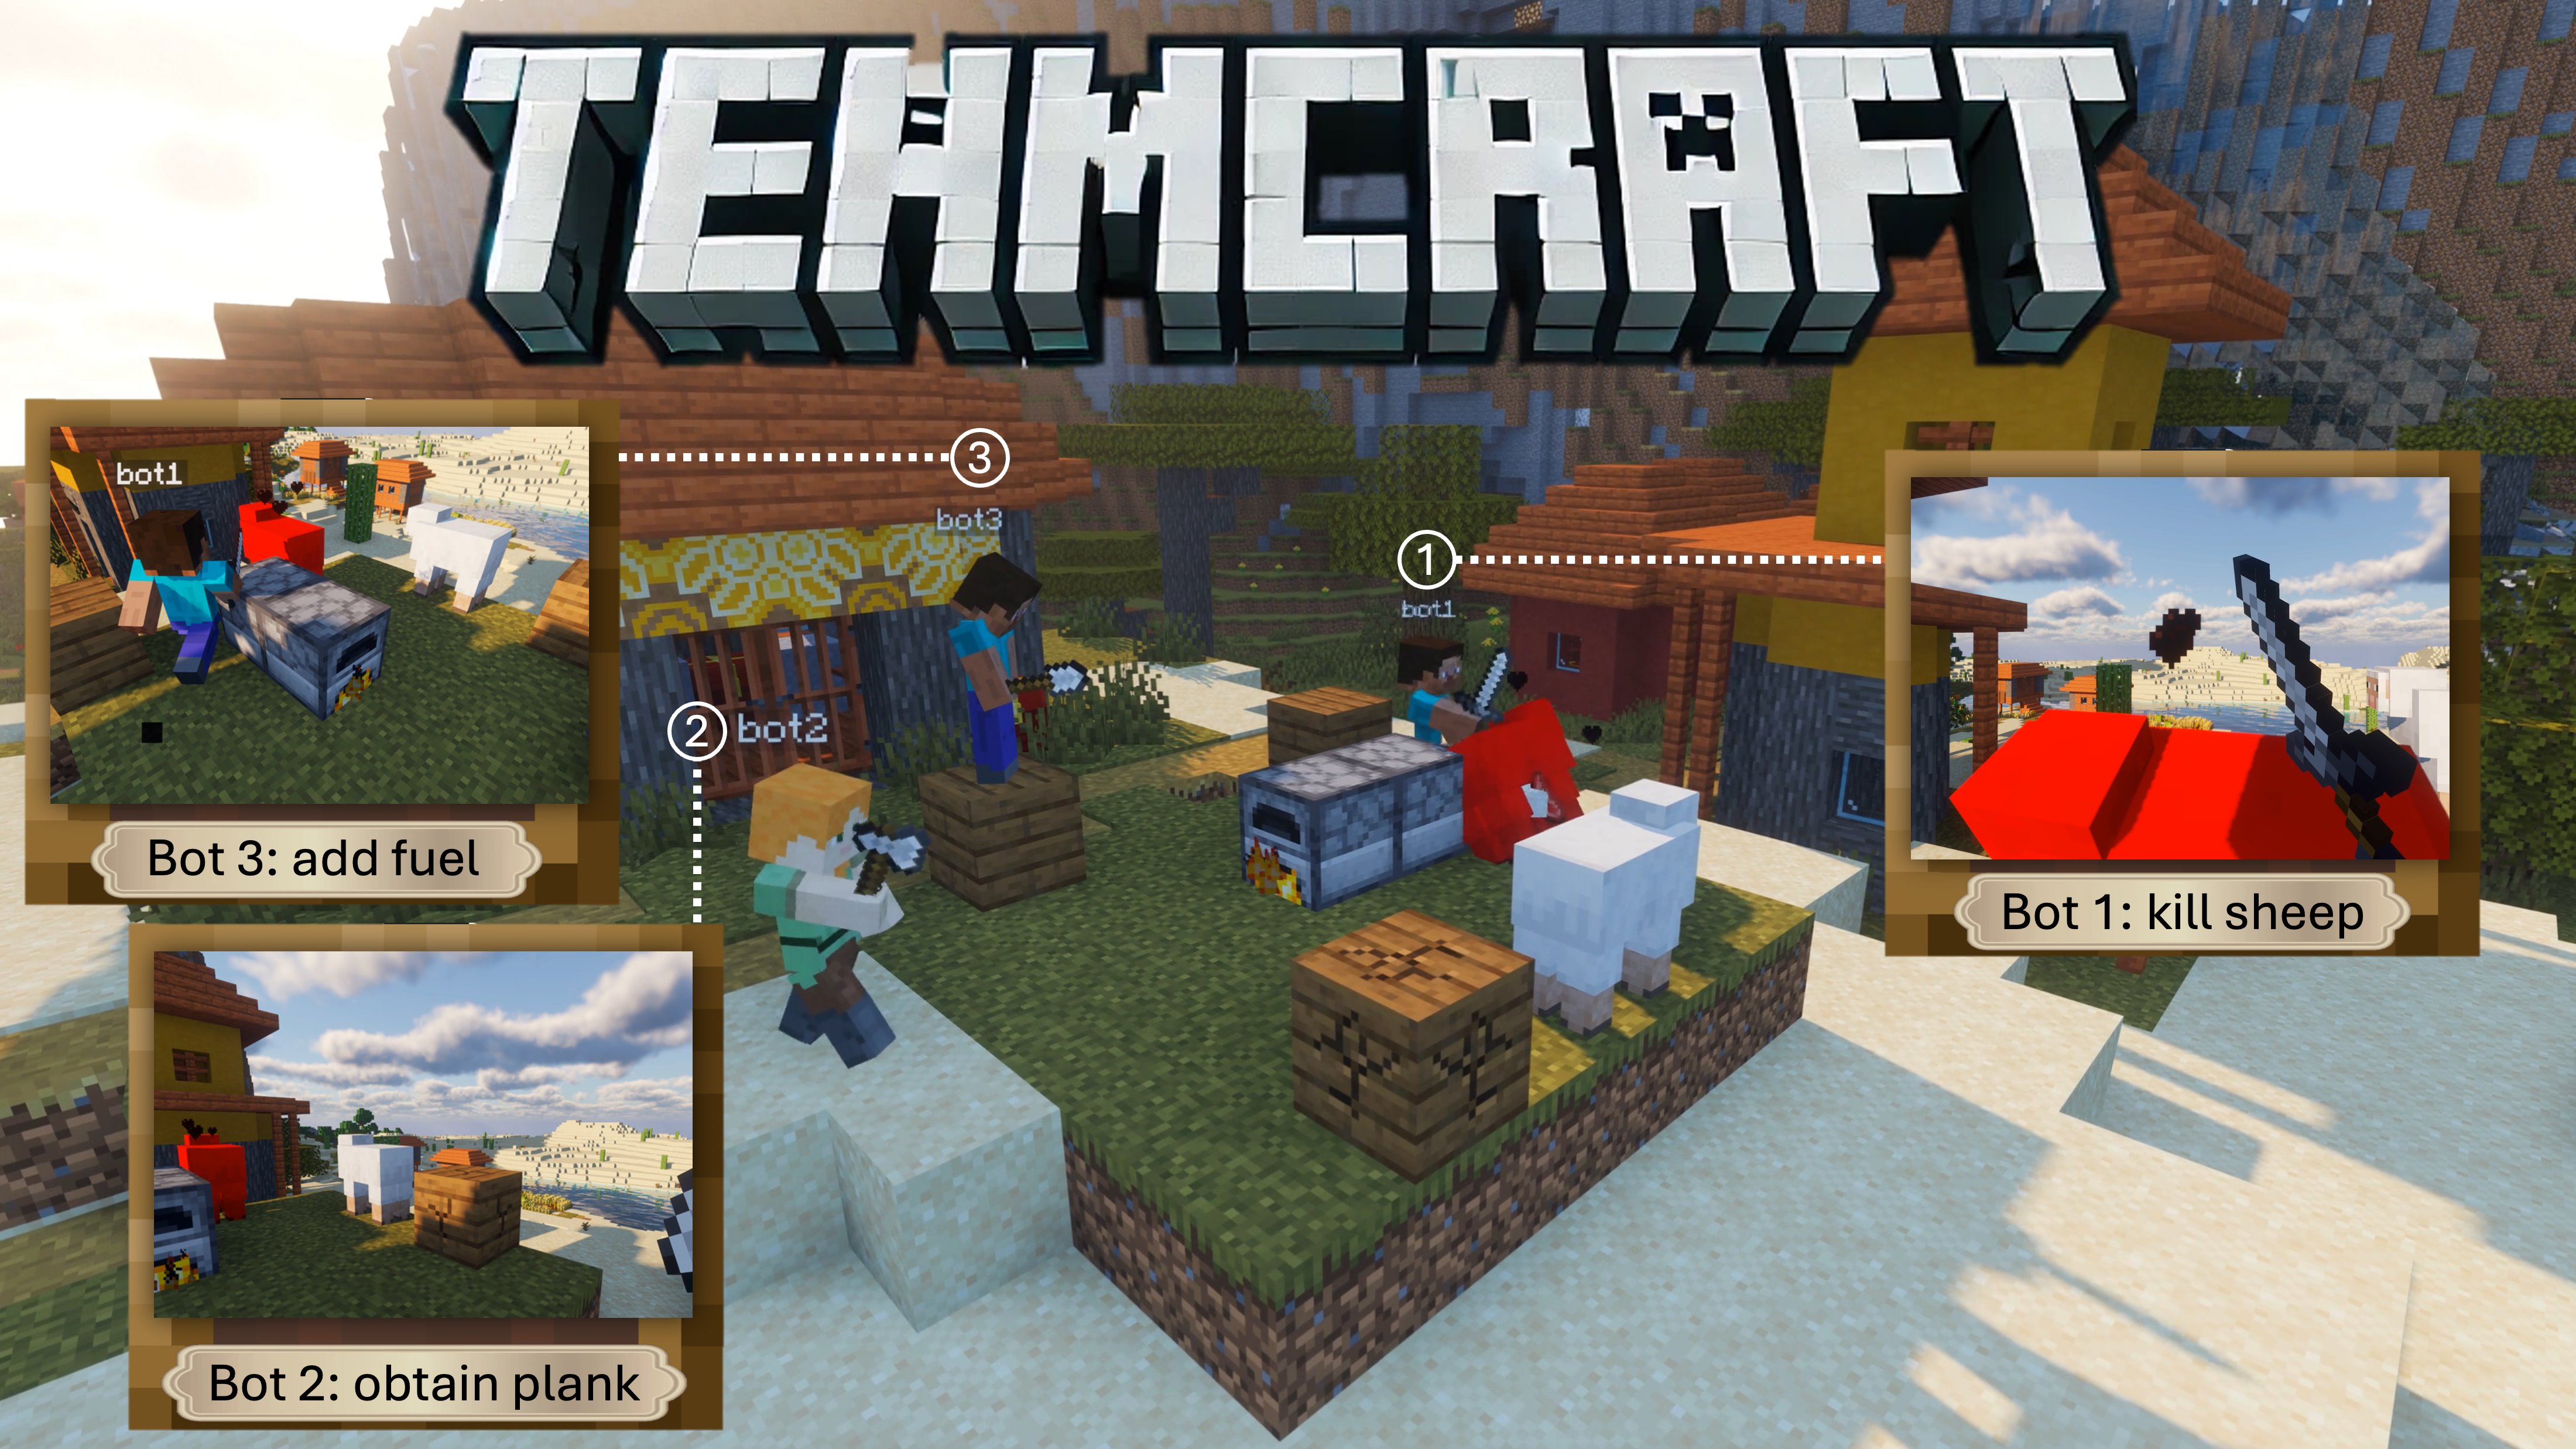 TEAMCRAFT
bot1
3
bot3
1
bot1
2
bot2
Bot 3: add fuel
Bot 1: kill sheep
Bot 2: obtain plank